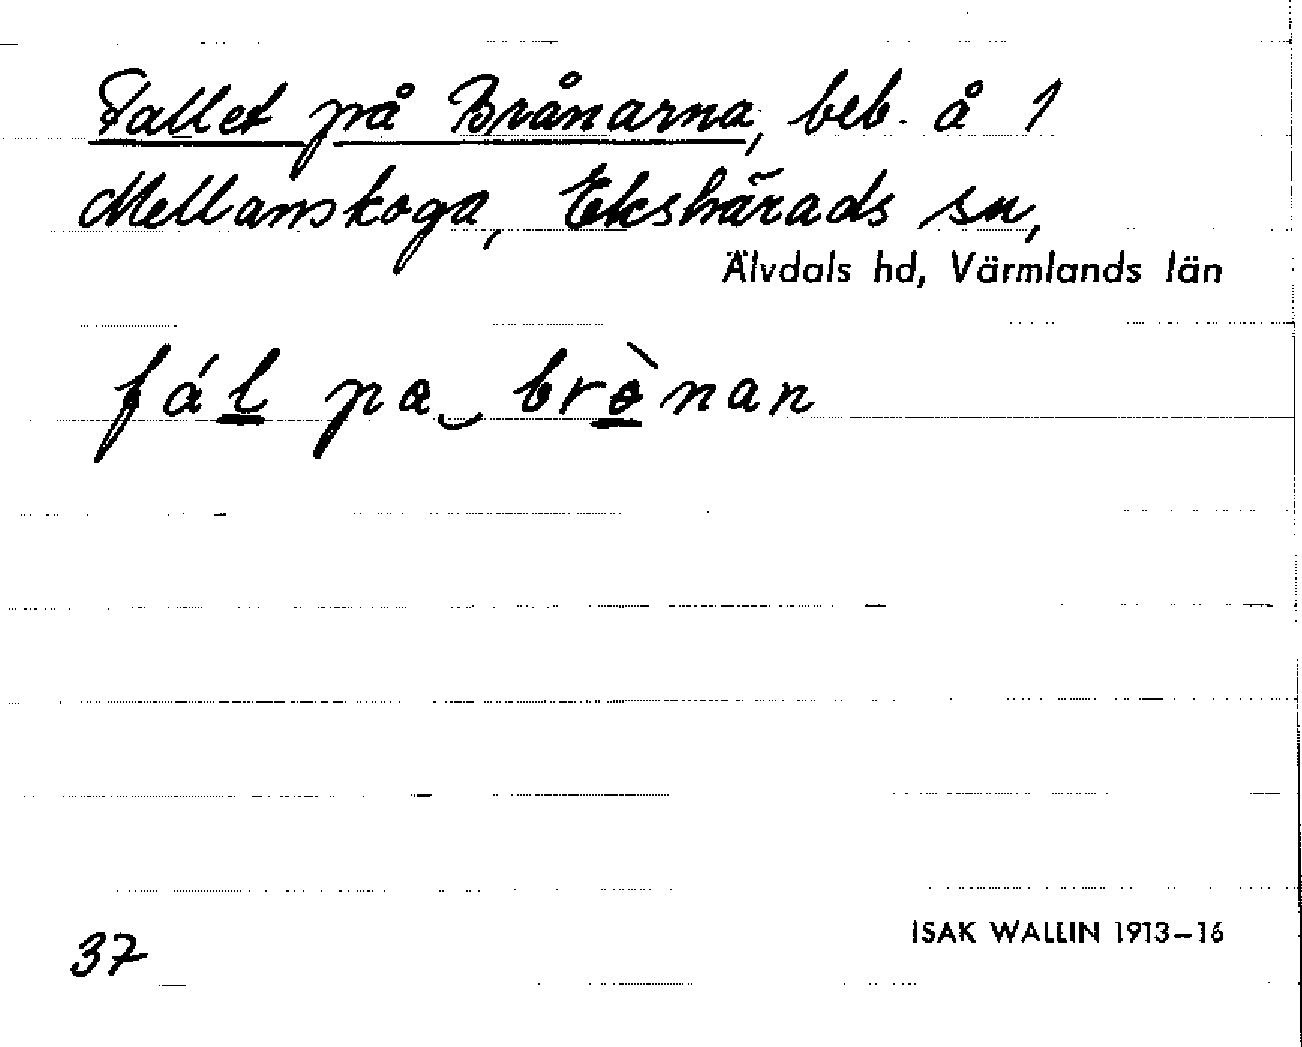 Fallet på Brånarna, beb. å 1
Mellanskoga, Ekshärads sn,
Älvdals hd, Värmlands län
fál pa brònan
37
ISAK WALLIN 1913–16